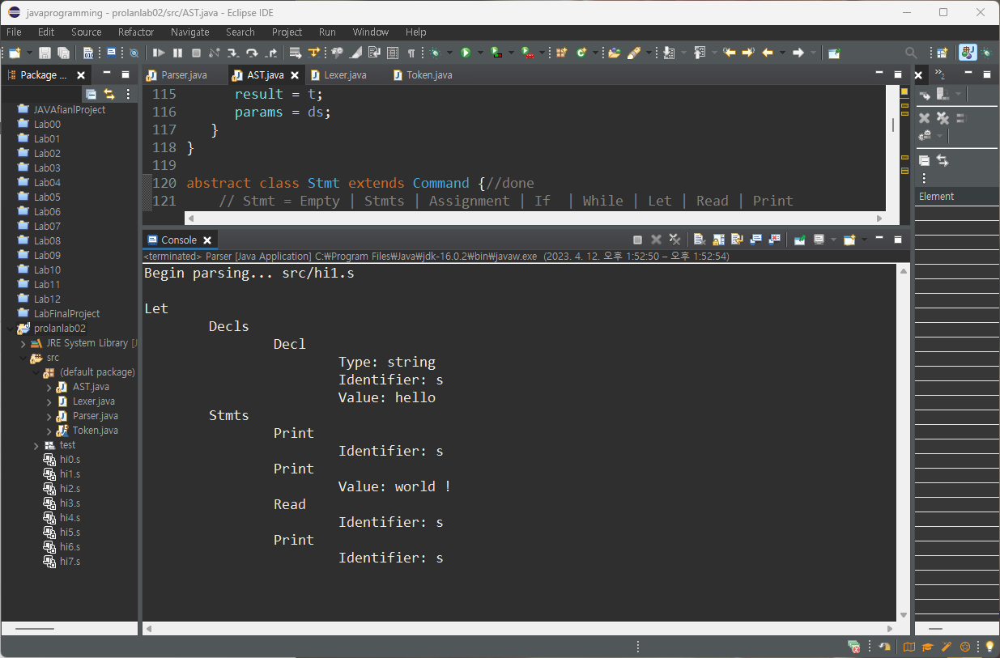 javaprogramming - prolanlab02/src/AST.java - Eclipse IDE
File Edit Source Refactor Navigate Search Project Run Window Help
Package ...
JAVAfianlProject
Lab00
Lab01
Lab02
Lab03
Lab04
Lab05
Lab06
Lab07
Lab08
Lab09
Lab10
Lab11
Lab12
LabFinalProject
prolanlab02
JRE System Library [J
src
(default package)
AST.java
Lexer.java
Parser.java
Token.java
test
hi0.s
hi1.s
hi2.s
hi3.s
hi4.s
hi5.s
hi6.s
hi7.s
Parser.java AST.java Lexer.java Token.java
115 result = t;
116 params = ds;
117 }
118 }
119
120 abstract class Stmt extends Command {//done
121 // Stmt = Empty | Stmts | Assignment | If | While | Let | Read | Print
Console
<terminated> Parser [Java Application] C:₩Program Files₩Java₩jdk-16.0.2₩bin₩javaw.exe (2023. 4. 12. 오후 1:52:50 – 오후 1:52:54)
Begin parsing... src/hi1.s
Let
Decls
Decl
Type: string
Identifier: s
Value: hello
Stmts
Print
Identifier: s
Print
Value: world !
Read
Identifier: s
Print
Identifier: s
2
Element